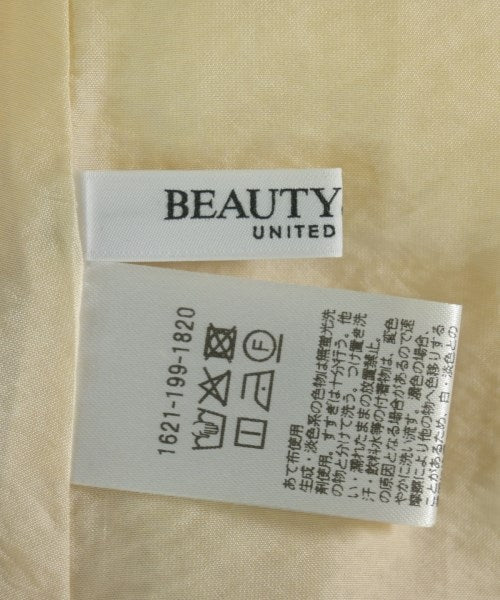 BEAUTY
UNITED
1621-199-1820
F
あて布使用
生成・淡色系の色物は無蛍光洗
剤使用。すすぎは十分行う。他
の物と分けて洗う。つけ置き洗
い・濡れたままの放置禁止。
汗・飲料水等の付着物は、変色
の原因となる場合があるので速
やかに洗い流す。濃色の場合、
摩擦により他の物へ色移りする
ことがあるため、白・淡色との